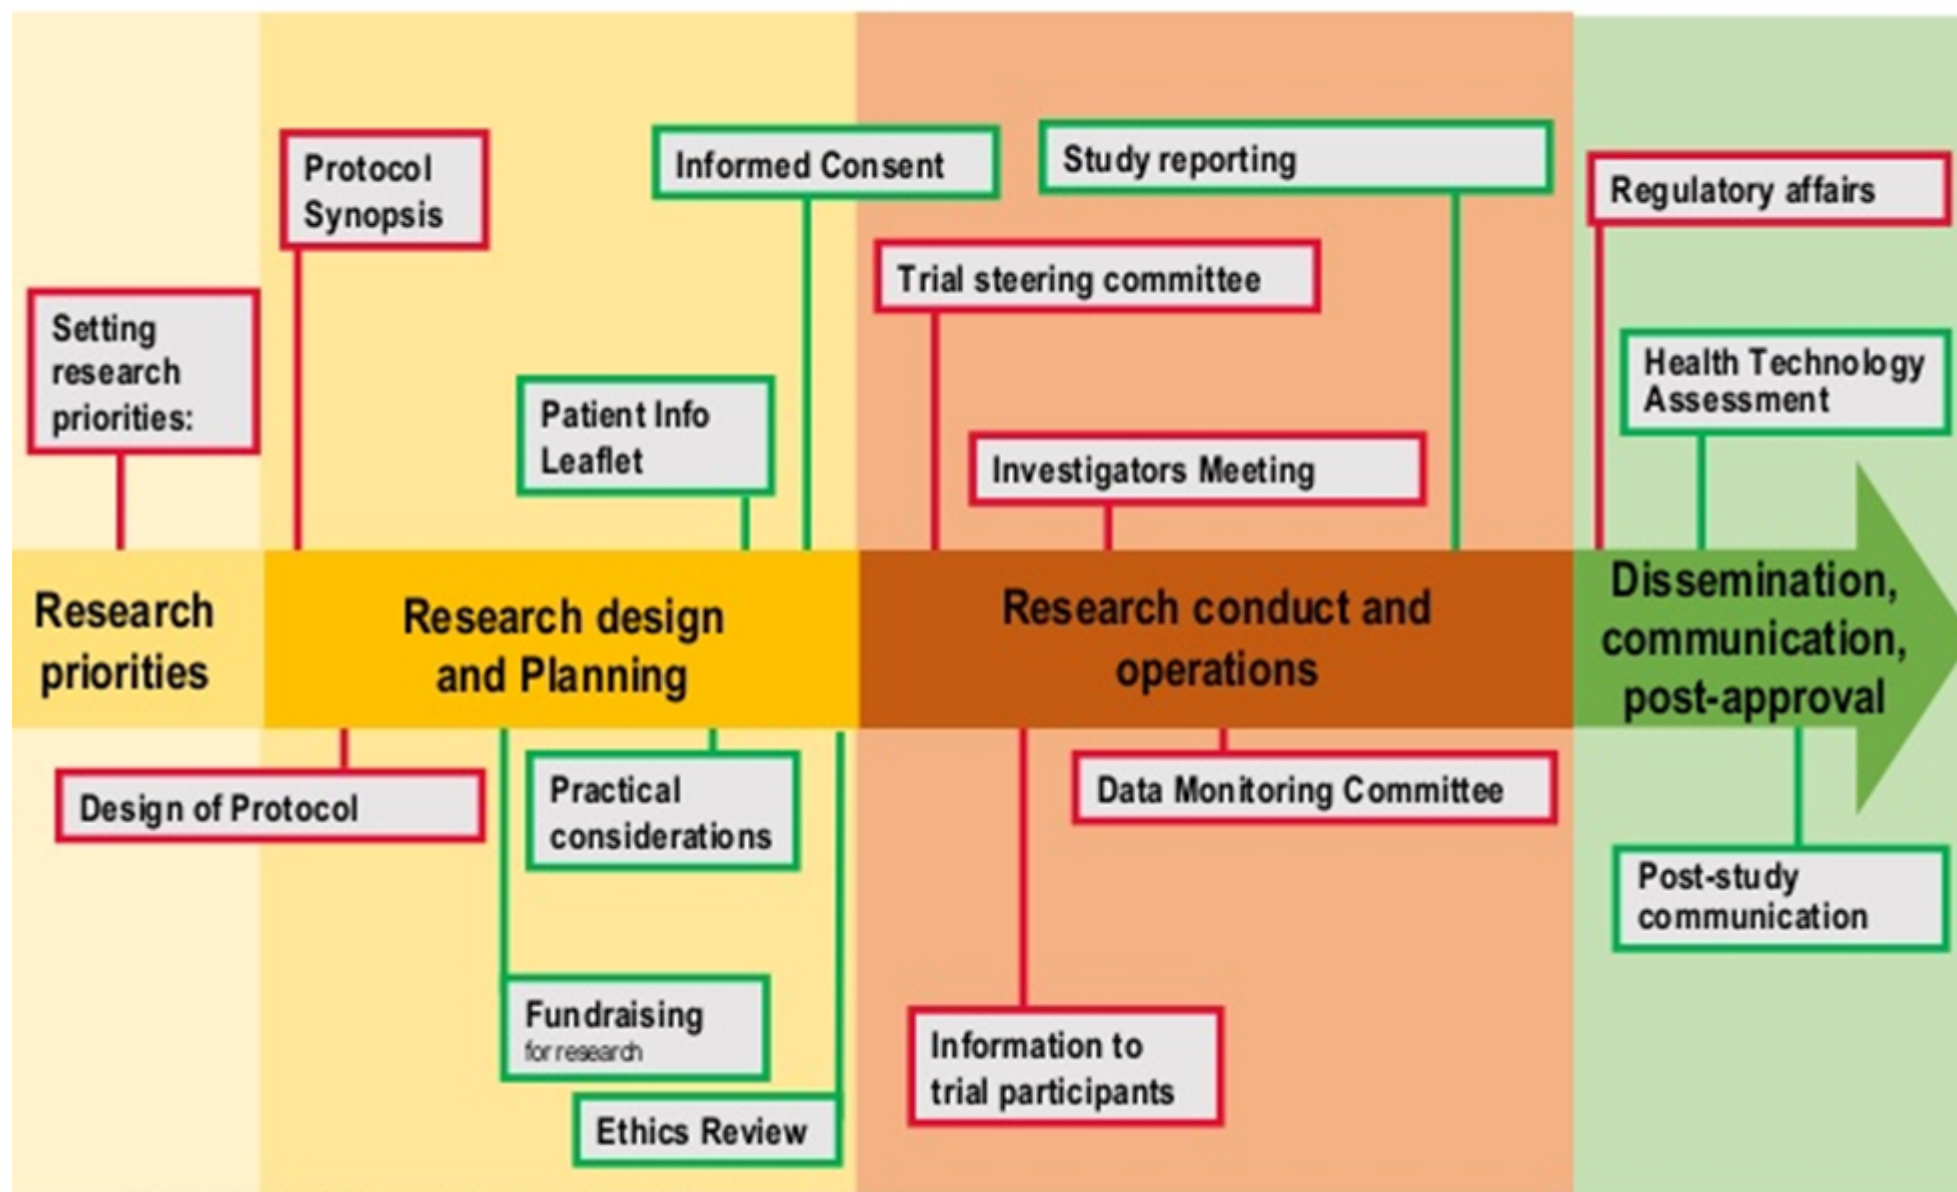 Protocol
Synopsis
Informed Consent
Study reporting
Regulatory affairs
Trial steering committee
Setting
research
priorities:
Health Technology
Assessment
Patient Info
Leaflet
Investigators Meeting
Research
priorities
Research design
and Planning
Research conduct and
operations
Dissemination,
communication,
post-approval
Design of Protocol
Practical
considerations
Data Monitoring Committee
Post-study
communication
Fundraising
for research
Information to
trial participants
Ethics Review